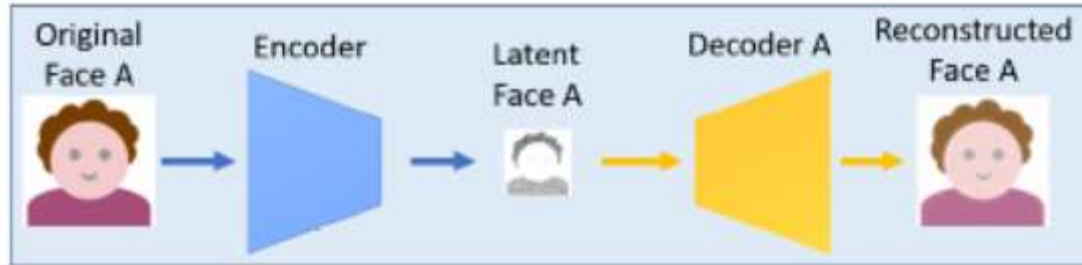 Original
Face A
Encoder
Latent
Face A
Decoder A
Reconstructed
Face A